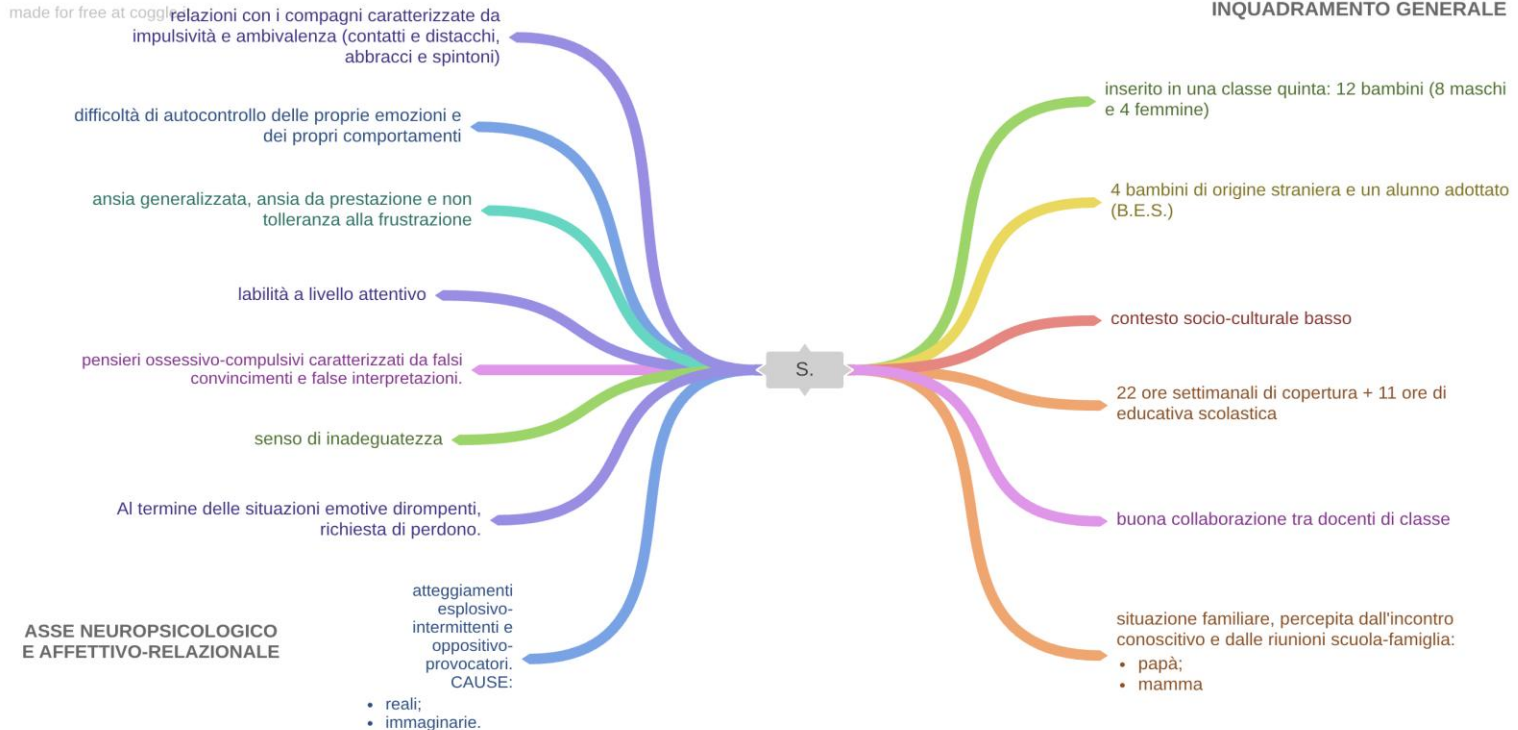 made for free at coggle.it
relazioni con i compagni caratterizzate da
impulsività e ambivalenza (contatti e distacchi,
abbracci e spintoni)
difficoltà di autocontrollo delle proprie emozioni e
dei propri comportamenti
ansia generalizzata, ansia da prestazione e non
tolleranza alla frustrazione
labilità a livello attentivo
pensieri ossessivo-compulsivi caratterizzati da falsi
convincimenti e false interpretazioni.
senso di inadeguatezza
Al termine delle situazioni emotive dirompenti,
richiesta di perdono.
atteggiamenti
esplosivo-
intermittenti e
oppositivo-
provocatori.
CAUSE:
• reali;
• immaginarie.
ASSE NEUROPSICOLOGICO
E AFFETTIVO-RELAZIONALE
S.
INQUADRAMENTO GENERALE
inserito in una classe quinta: 12 bambini (8 maschi
e 4 femmine)
4 bambini di origine straniera e un alunno adottato
(B.E.S.)
contesto socio-culturale basso
22 ore settimanali di copertura + 11 ore di
educativa scolastica
buona collaborazione tra docenti di classe
situazione familiare, percepita dall'incontro
conoscitivo e dalle riunioni scuola-famiglia:
• papà;
• mamma